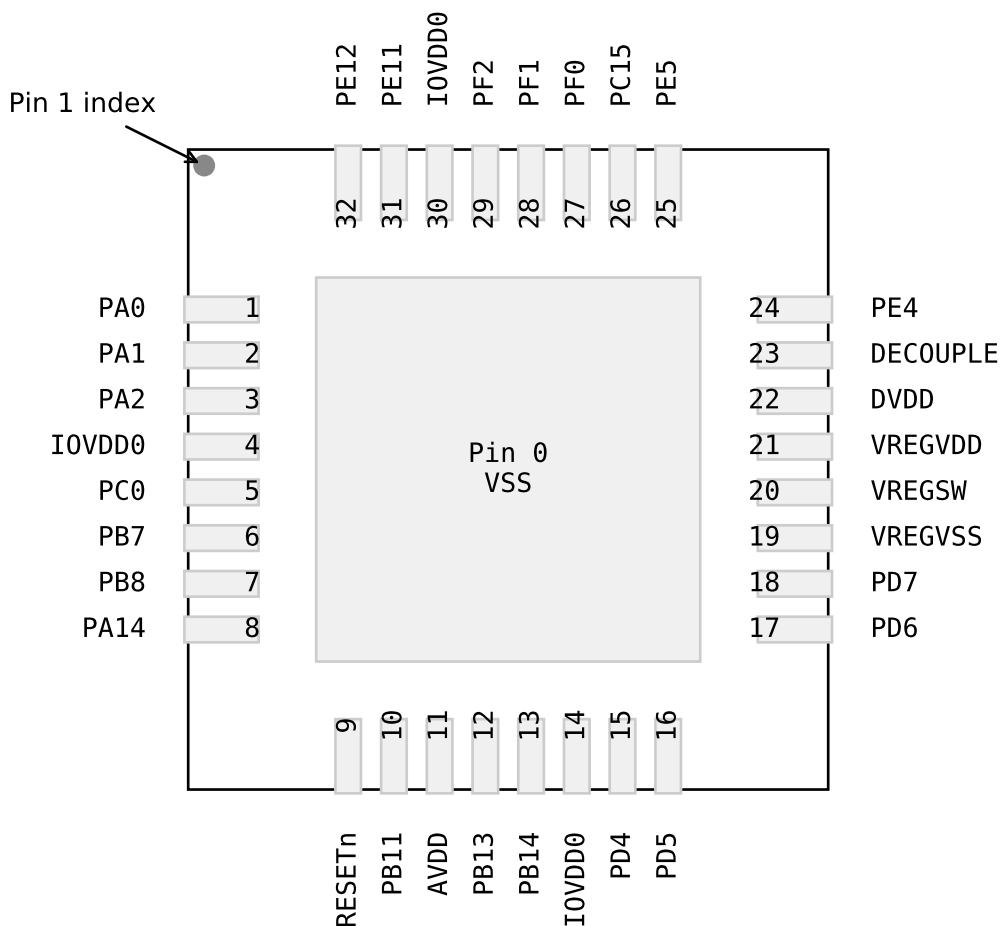 PE12 PE11 IOVDD0 PF2 PF1 PF0 PC15 PE5
Pin 1 index
32 31 30 29 28 27 26 25
PA0 1 24 PE4
PA1 2 23 DECOUPLE
PA2 3 22 DVDD
IOVDD0 4 21 VREGVDD
Pin 0
VSS
PC0 5 20 VREGSW
PB7 6 19 VREGVSS
PB8 7 18 PD7
PA14 8 17 PD6
9 10 11 12 13 14 15 16
RESETn PB11 AVDD PB13 PB14 IOVDD0 PD4 PD5